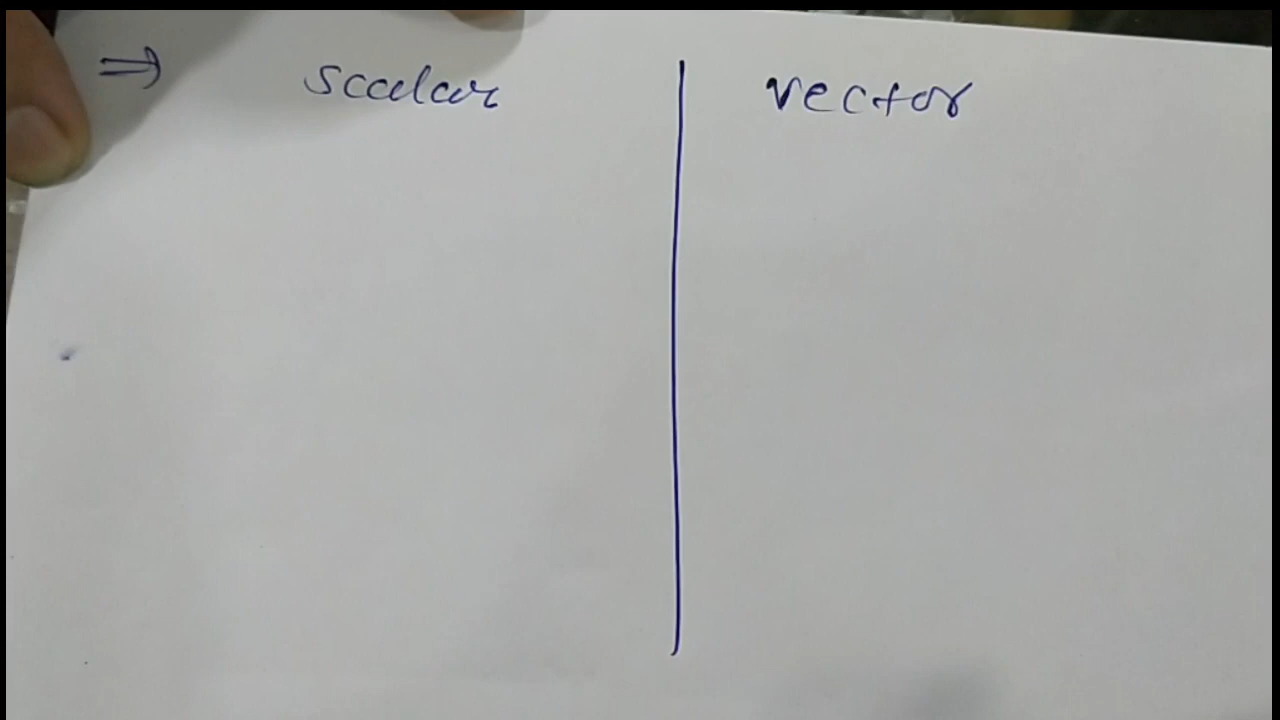 ⇒ scalar | vector